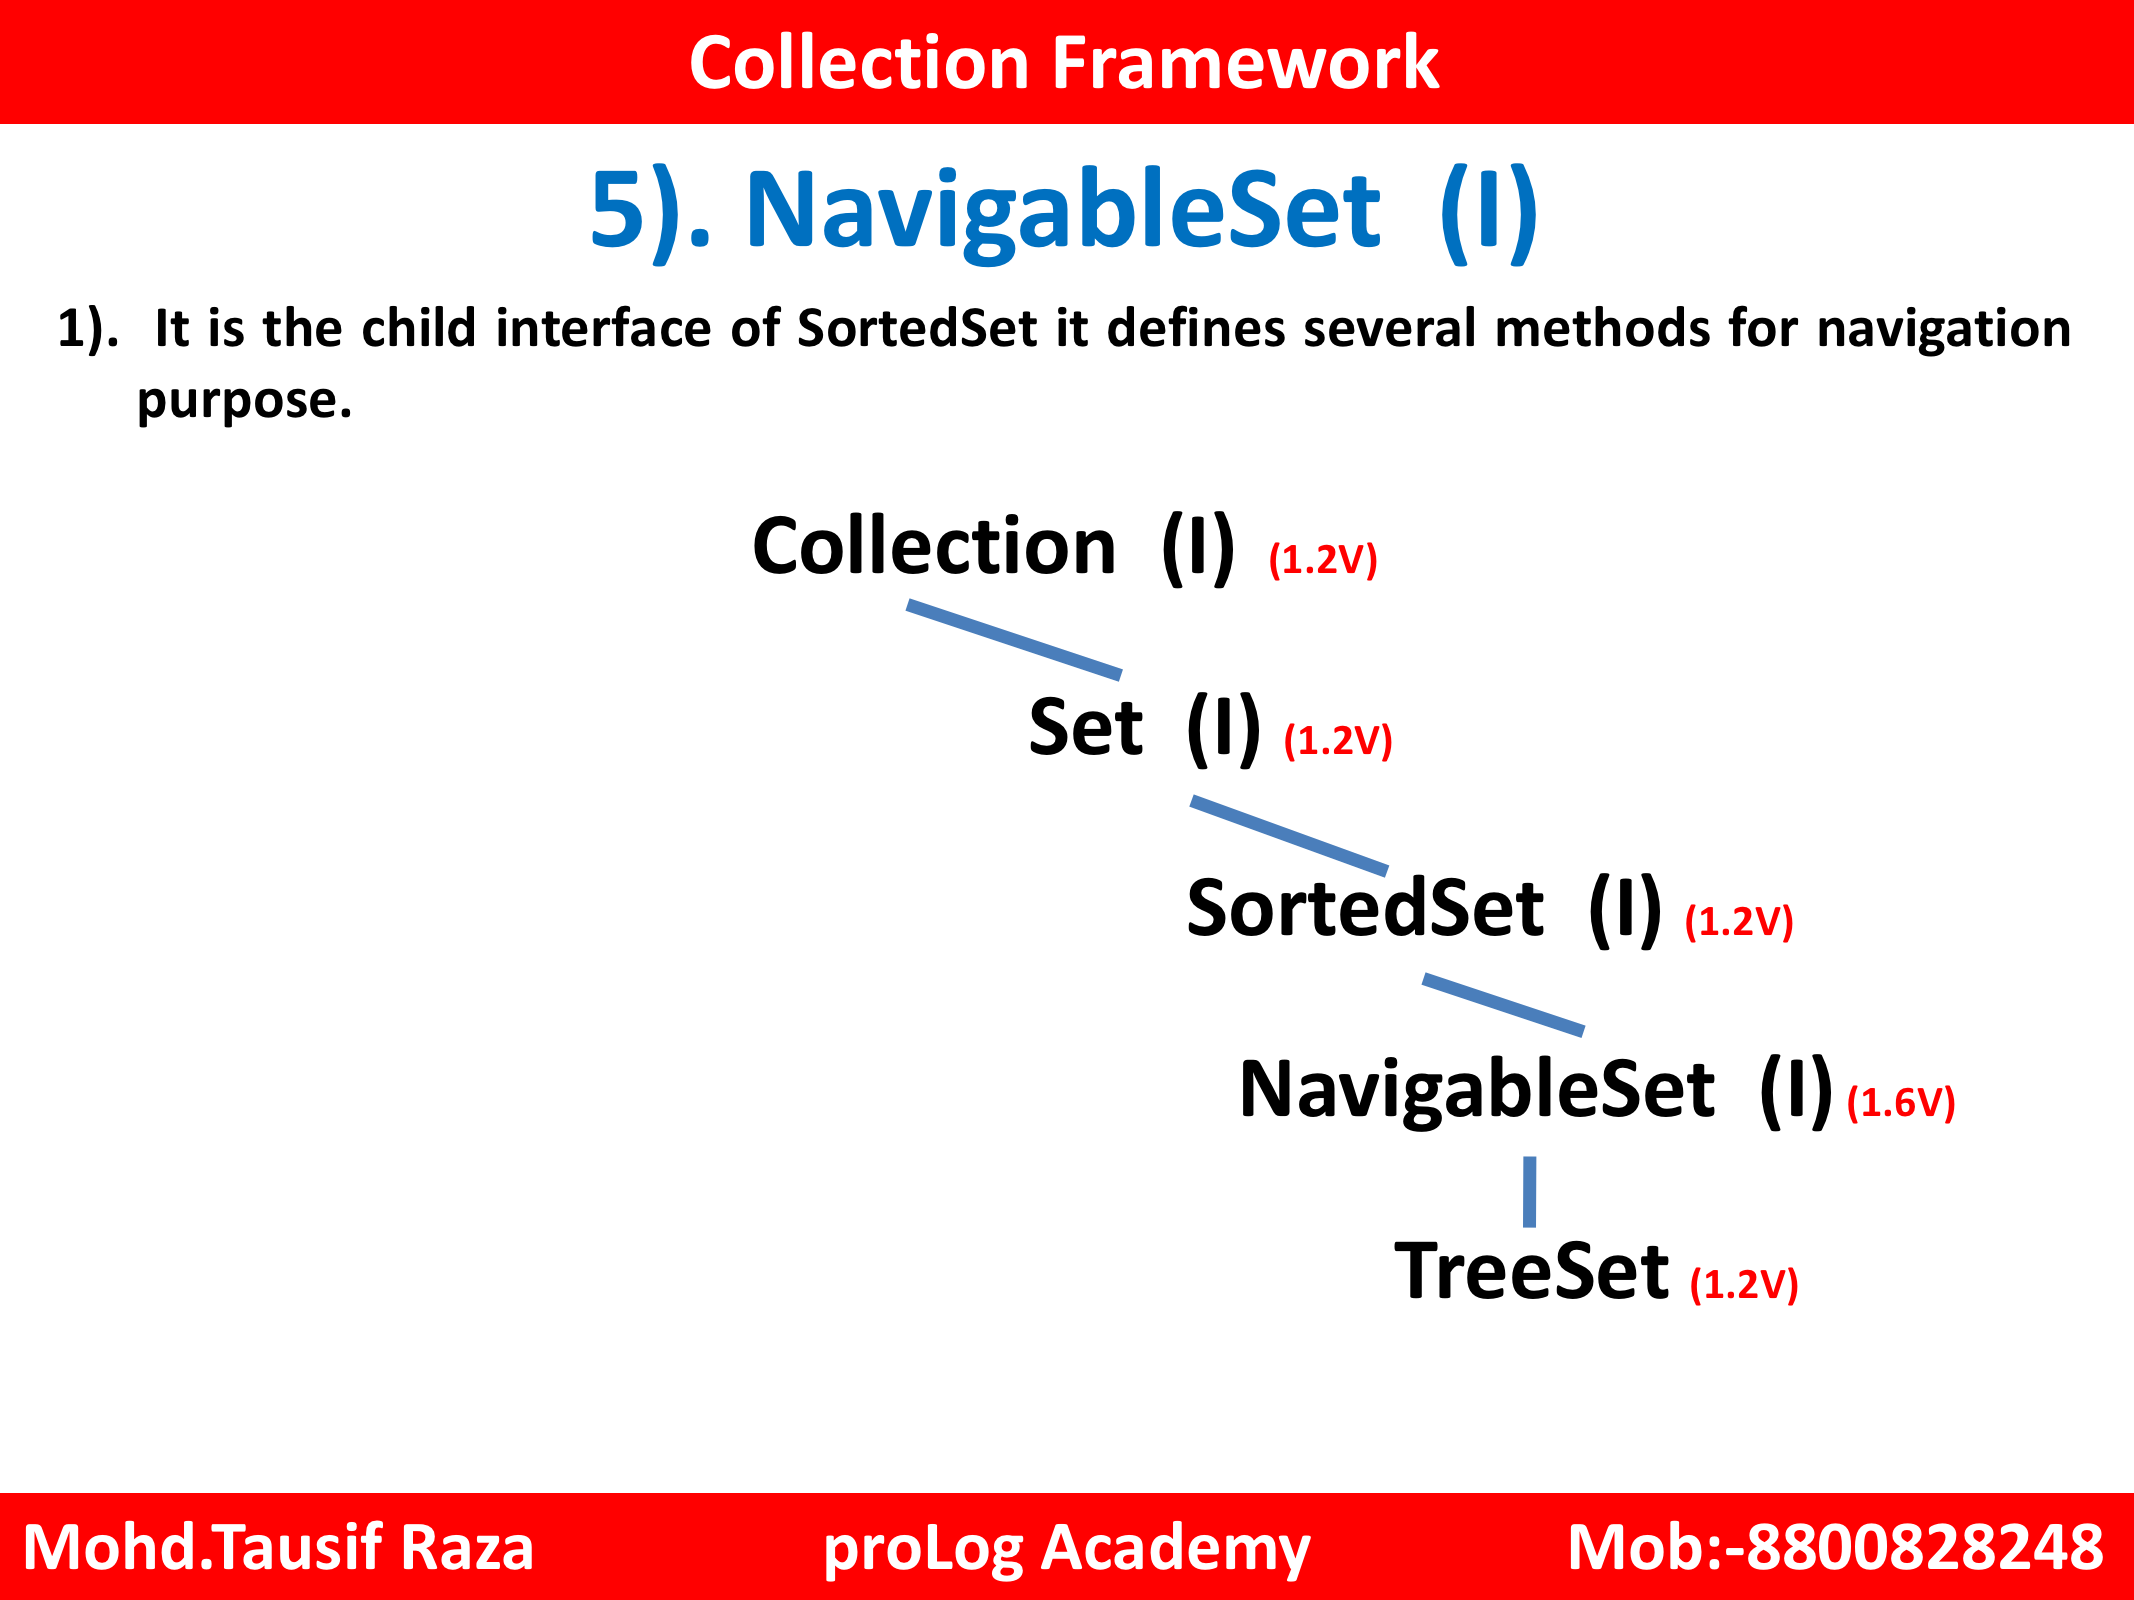 Collection Framework
5). NavigableSet (I)
1). It is the child interface of SortedSet it defines several methods for navigation
purpose.
Collection (I) (1.2V)
Set (I) (1.2V)
SortedSet (I) (1.2V)
NavigableSet (I) (1.6V)
TreeSet (1.2V)
Mohd.Tausif Raza proLog Academy Mob:-8800828248